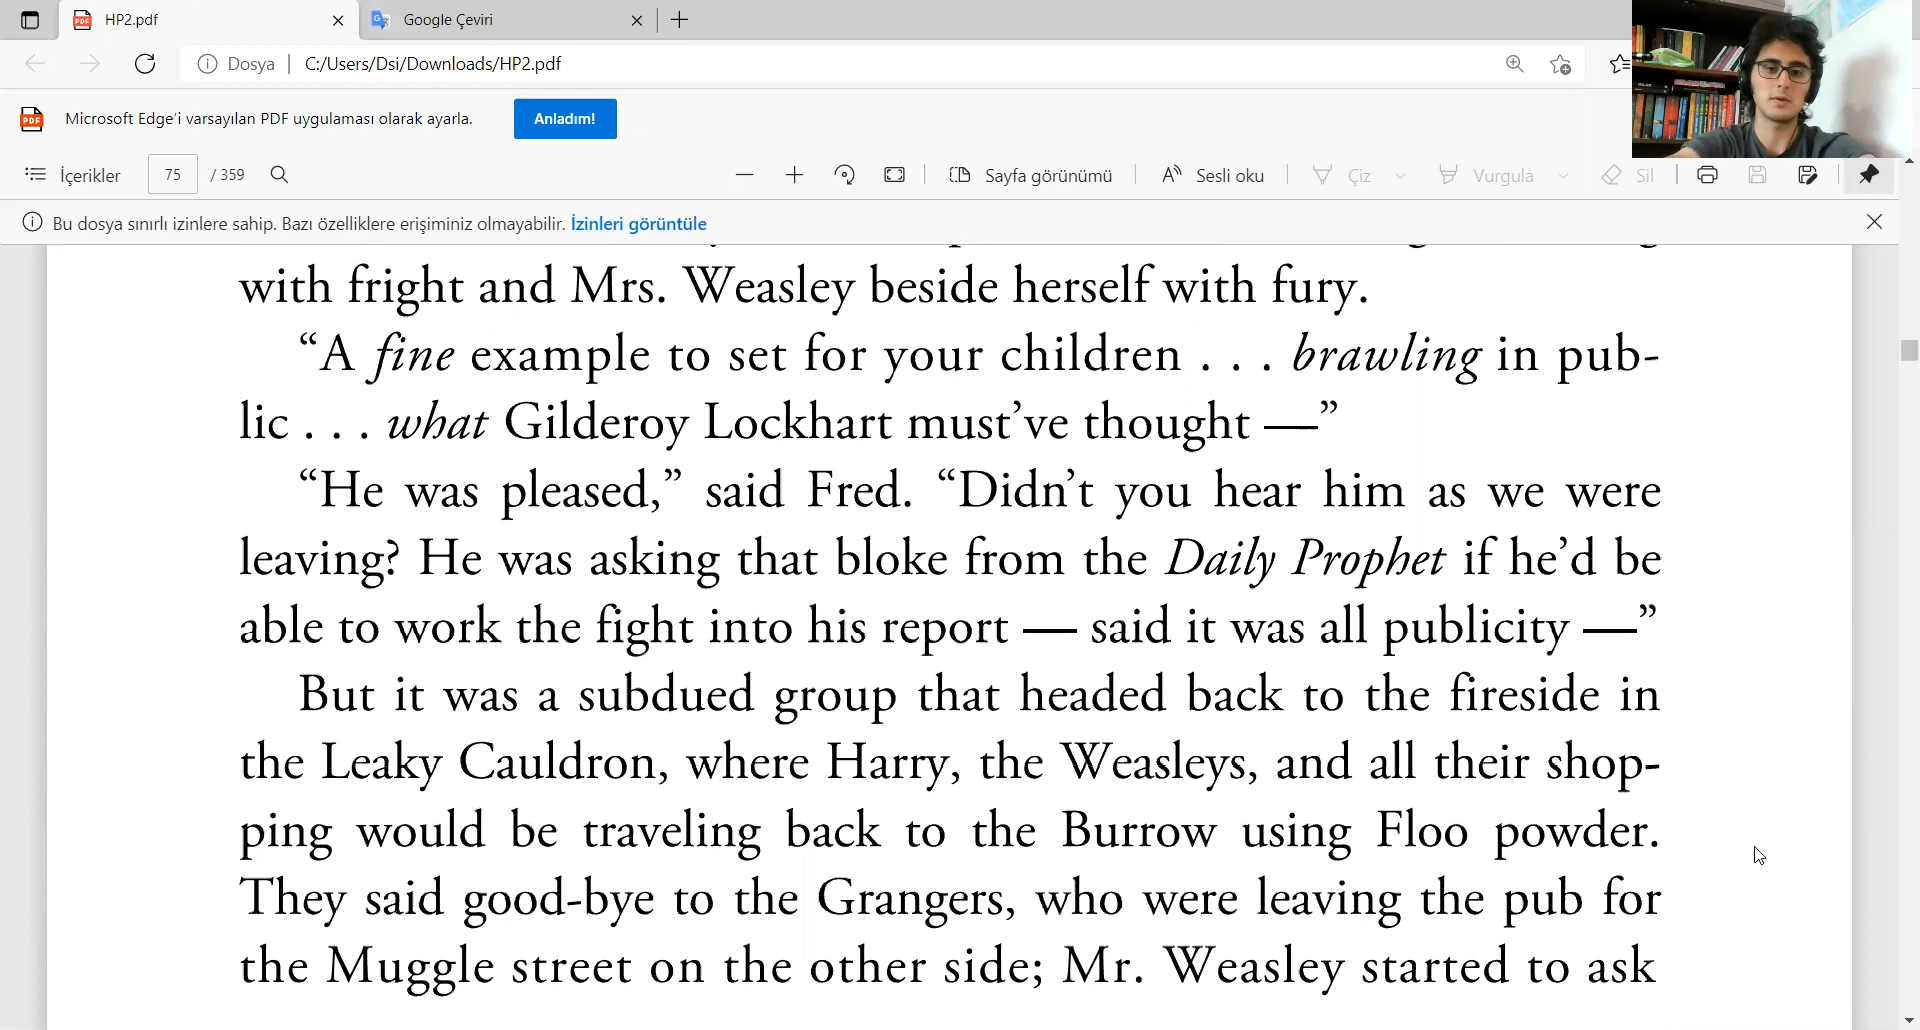 HP2.pdf
Google Çeviri
Dosya
C:/Users/Dsi/Downloads/HP2.pdf
PDF
Microsoft Edge'i varsayılan PDF uygulaması olarak ayarla.
Anladım!
İçerikler
75
/ 359
Sayfa görünümü
Sesli oku
Çiz
Vurgula
Sil
Bu dosya sınırlı izinlere sahip. Bazı özelliklere erişiminiz olmayabilir. İzinleri görüntüle
with fright and Mrs. Weasley beside herself with fury.
“A fine example to set for your children . . . brawling in pub-
lic . . . what Gilderoy Lockhart must’ve thought —”
“He was pleased,” said Fred. “Didn’t you hear him as we were
leaving? He was asking that bloke from the Daily Prophet if he’d be
able to work the fight into his report — said it was all publicity —”
But it was a subdued group that headed back to the fireside in
the Leaky Cauldron, where Harry, the Weasleys, and all their shop-
ping would be traveling back to the Burrow using Floo powder.
They said good-bye to the Grangers, who were leaving the pub for
the Muggle street on the other side; Mr. Weasley started to ask